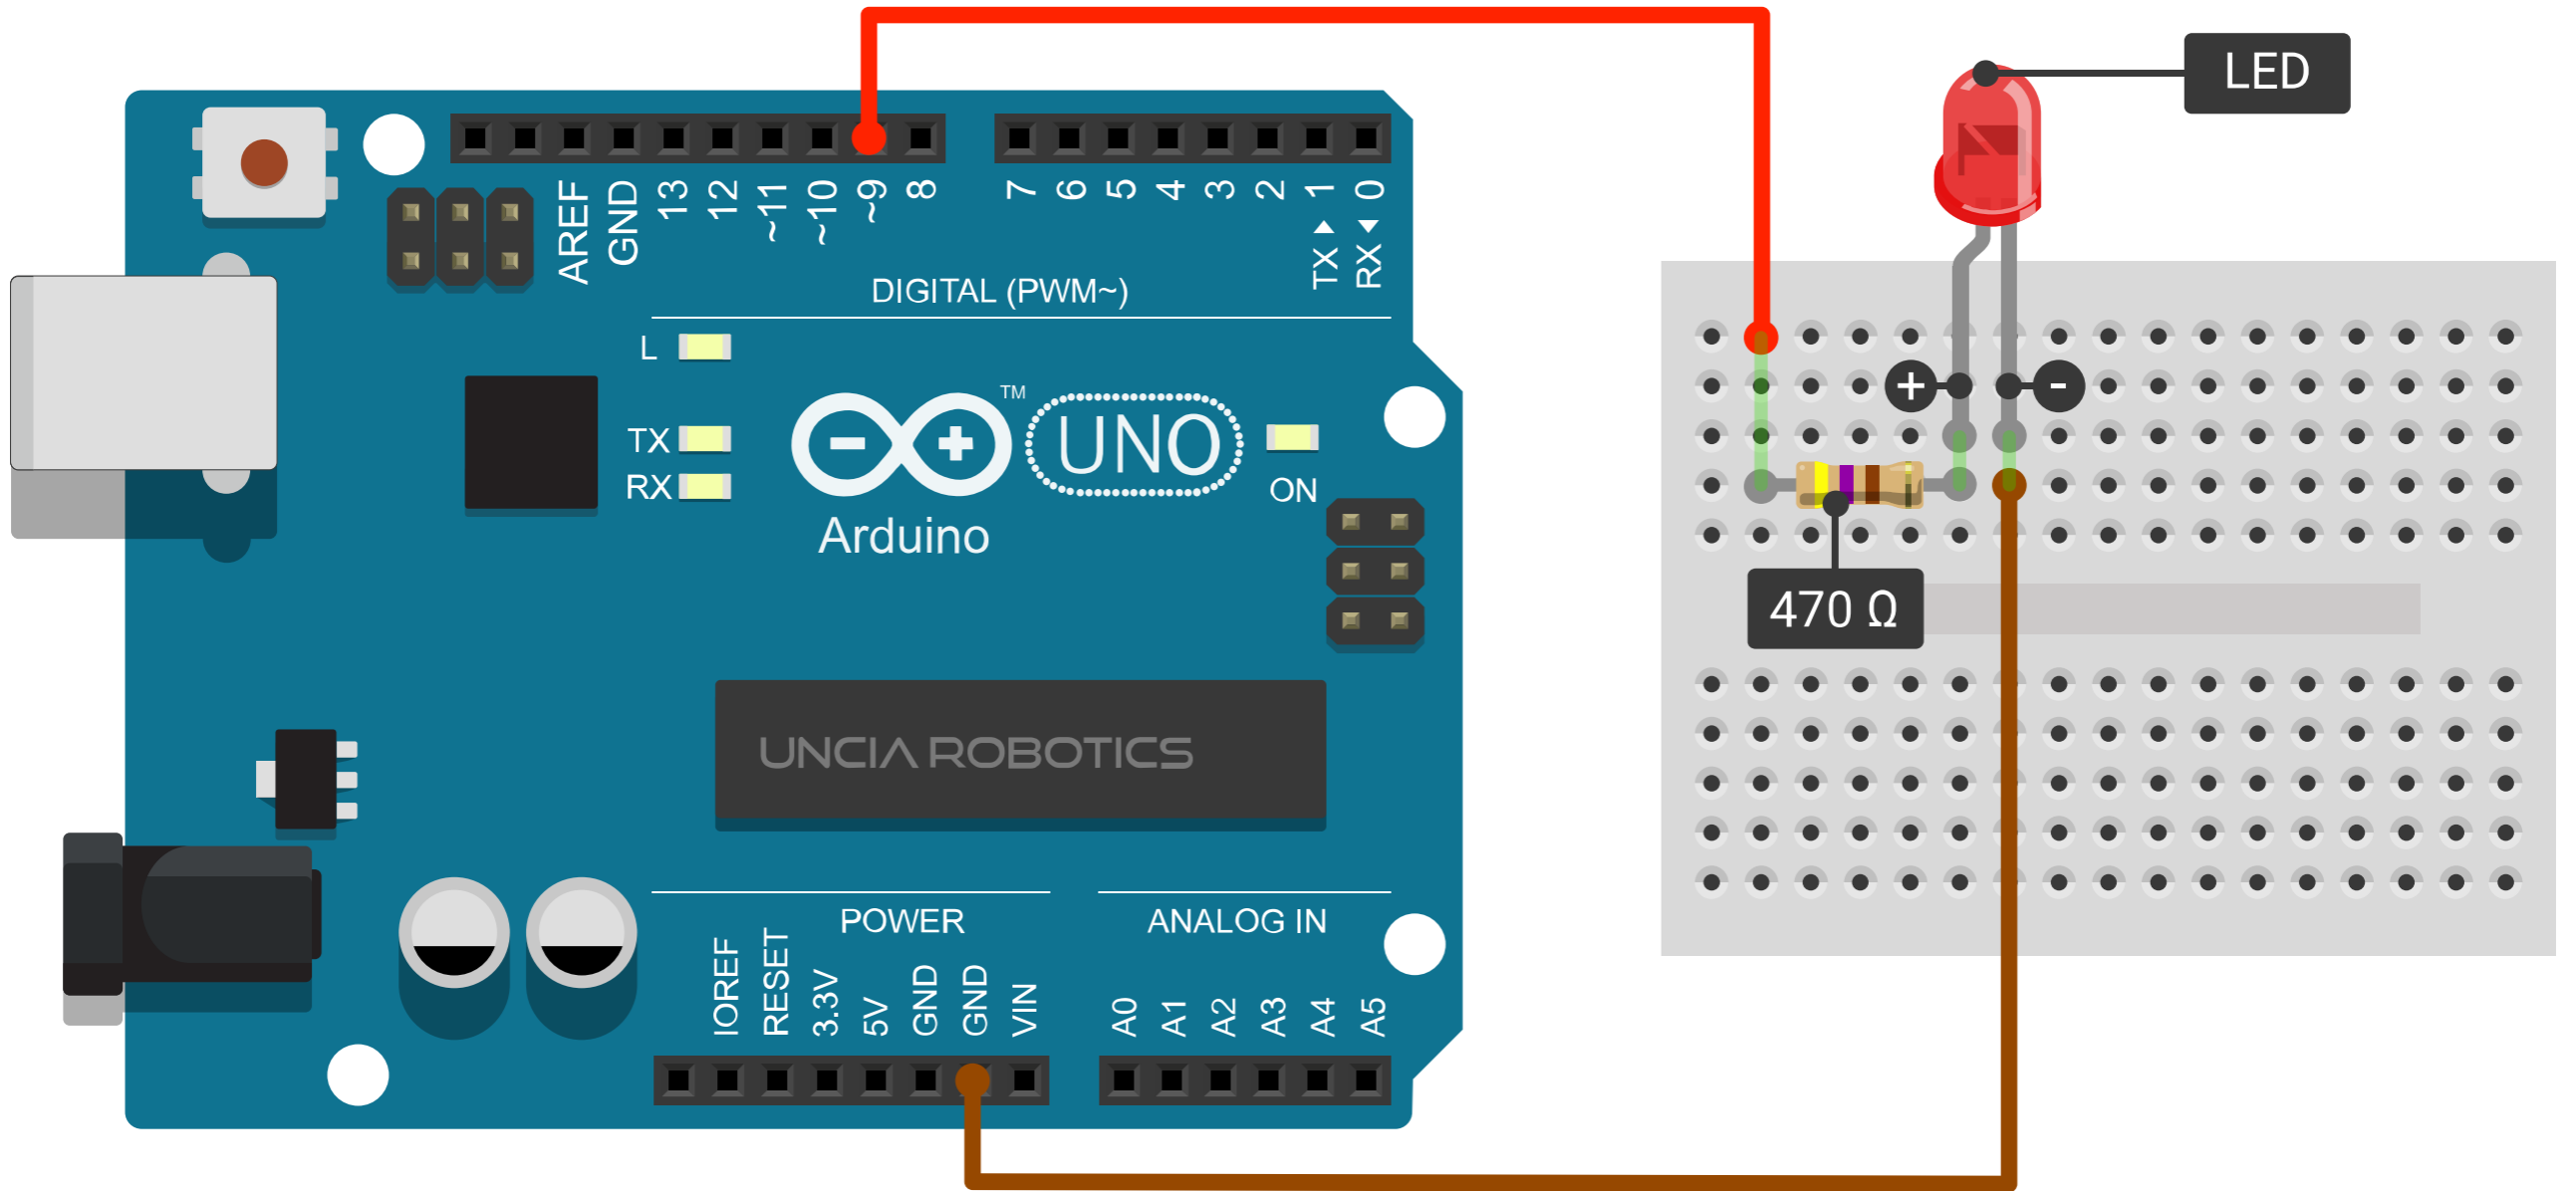 LED
AREF
GND
13
12
~11
~10
~9
8
7
6
5
4
3
2
TX ▶ 1
RX ◀ 0
DIGITAL (PWM~)
L
TX
RX
TM
UNO
ON
Arduino
+
-
470 Ω
UNCIA ROBOTICS
POWER
ANALOG IN
IOREF
RESET
3.3V
5V
GND
GND
VIN
A0
A1
A2
A3
A4
A5